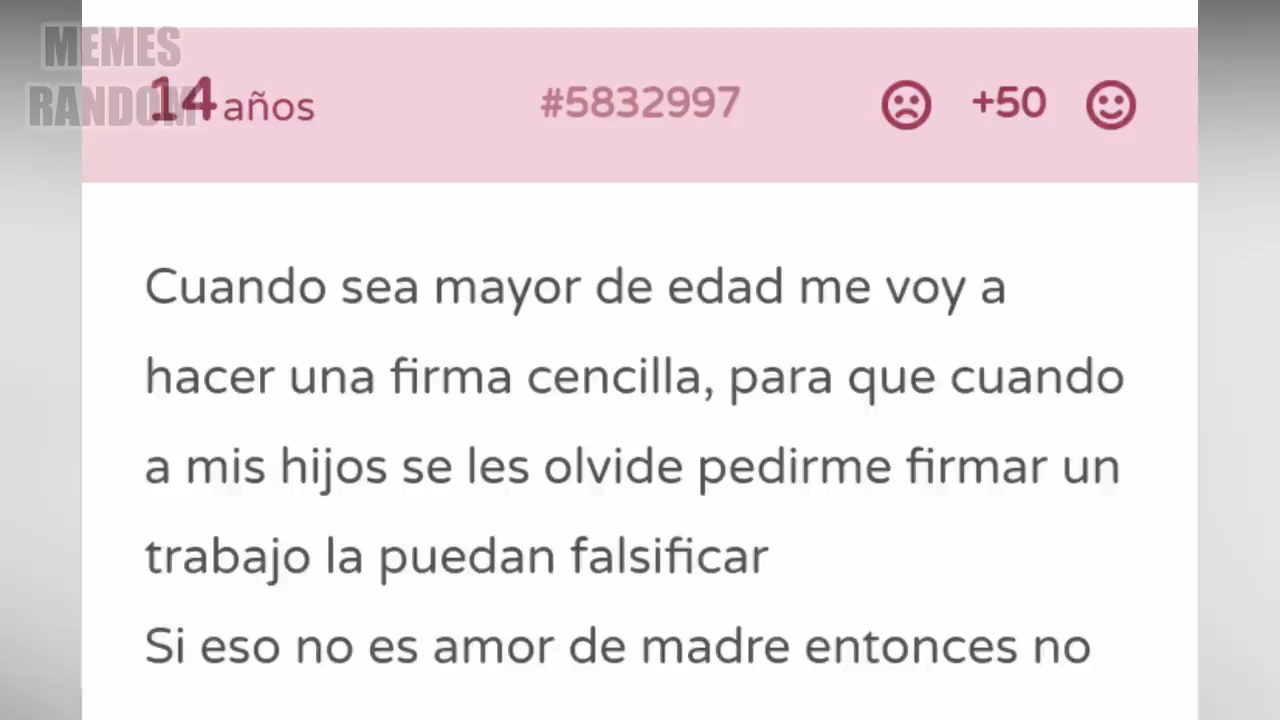 MEMES
RANDOM
14 años #5832997 +50
Cuando sea mayor de edad me voy a
hacer una firma cencilla, para que cuando
a mis hijos se les olvide pedirme firmar un
trabajo la puedan falsificar
Si eso no es amor de madre entonces no